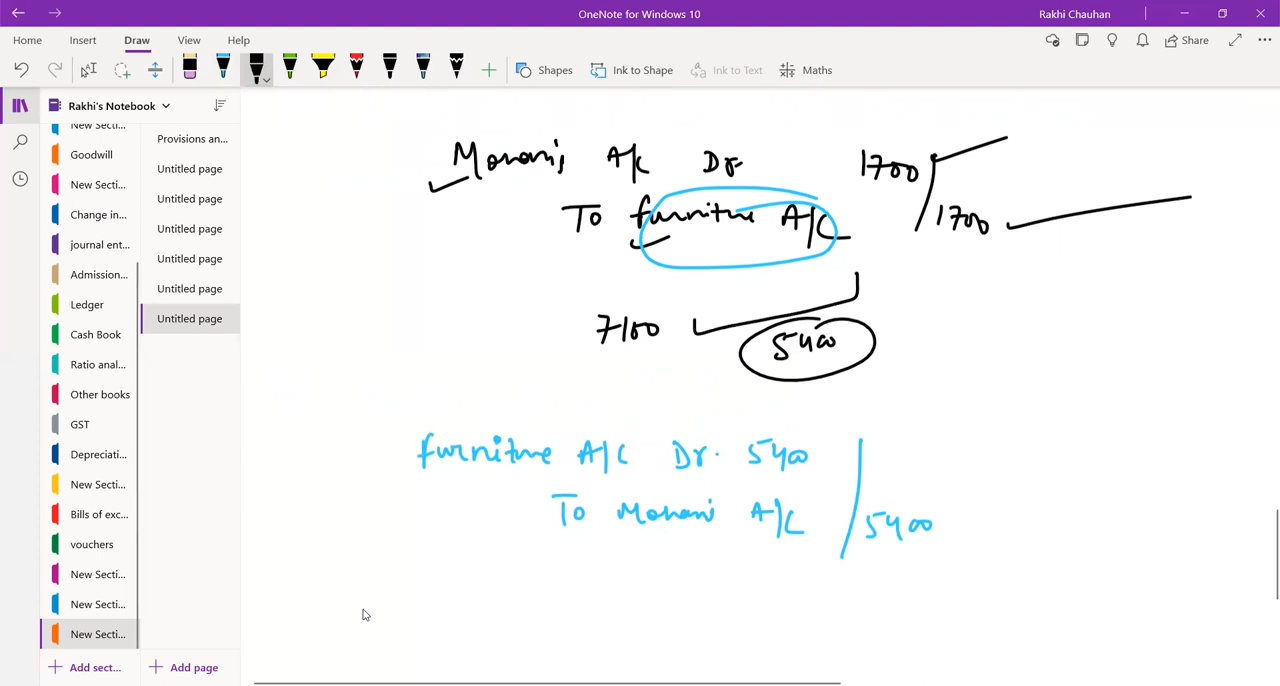 OneNote for Windows 10
Rakhi Chauhan
Home
Insert
Draw
View
Help
Share
Shapes
Ink to Shape
Ink to Text
Maths
Rakhi's Notebook
New Secti...
Goodwill
New Secti...
Change in...
journal ent...
Admission...
Ledger
Cash Book
Ratio anal...
Other books
GST
Depreciati...
New Secti...
Bills of exc...
vouchers
New Secti...
New Secti...
New Secti...
Add sect...
Provisions an...
Untitled page
Untitled page
Untitled page
Untitled page
Untitled page
Untitled page
Add page
Mohan's A/C Dr 1700
To furniture A/C 1700
7100 5400
furniture A/C Dr. 5400
To Mohan's A/C 5400